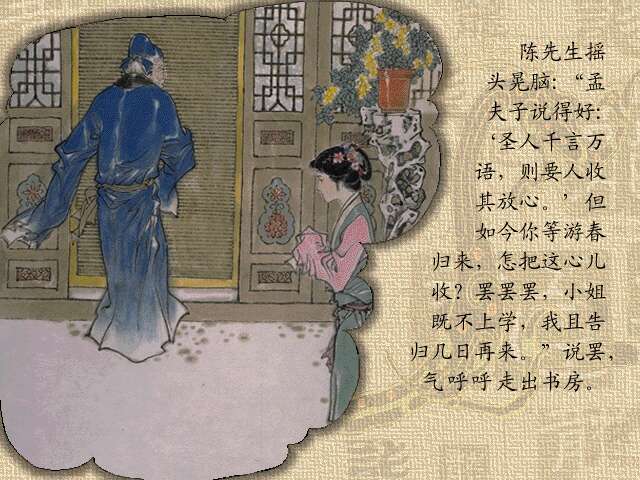 陈先生摇
头晃脑：“孟
夫子说得好：
‘圣人千言万
语，则要人收
其放心。’但
如今你等游春
归来，怎把这心儿
收？罢罢罢，小姐
既不上学，我且告
归几日再来。”说罢，
气呼呼走出书房。